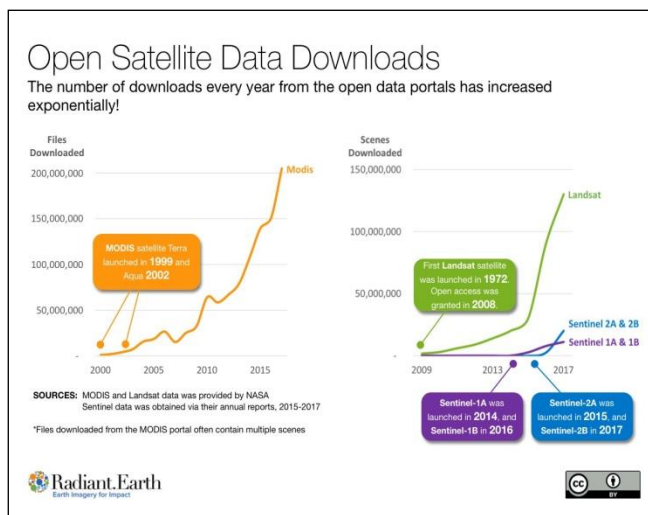 Open Satellite Data Downloads
The number of downloads every year from the open data portals has increased
exponentially!
Files
Downloaded
200,000,000
150,000,000
100,000,000
50,000,000
-
Modis
MODIS satellite Terra
launched in 1999 and
Aqua 2002
2000
2005
2010
2015
Scenes
Downloaded
150,000,000
100,000,000
50,000,000
-
Landsat
First Landsat satellite
was launched in 1972.
Open access was
granted in 2008.
Sentinel 2A & 2B
Sentinel 1A & 1B
2009
2013
2017
Sentinel-1A was
launched in 2014, and
Sentinel-1B in 2016
Sentinel-2A was
launched in 2015, and
Sentinel-2B in 2017
SOURCES: MODIS and Landsat data was provided by NASA
Sentinel data was obtained via their annual reports, 2015-2017
*Files downloaded from the MODIS portal often contain multiple scenes
Radiant.Earth
Earth Imagery for Impact
cc
BY